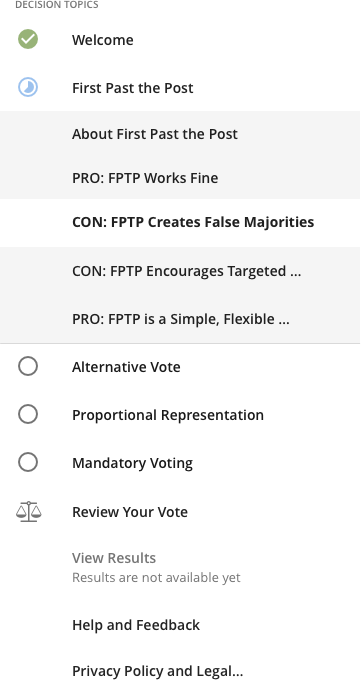 DECISION TOPICS
Welcome
First Past the Post
About First Past the Post
PRO: FPTP Works Fine
CON: FPTP Creates False Majorities
CON: FPTP Encourages Targeted ...
PRO: FPTP is a Simple, Flexible ...
Alternative Vote
Proportional Representation
Mandatory Voting
Review Your Vote
View Results
Results are not available yet
Help and Feedback
Privacy Policy and Legal...